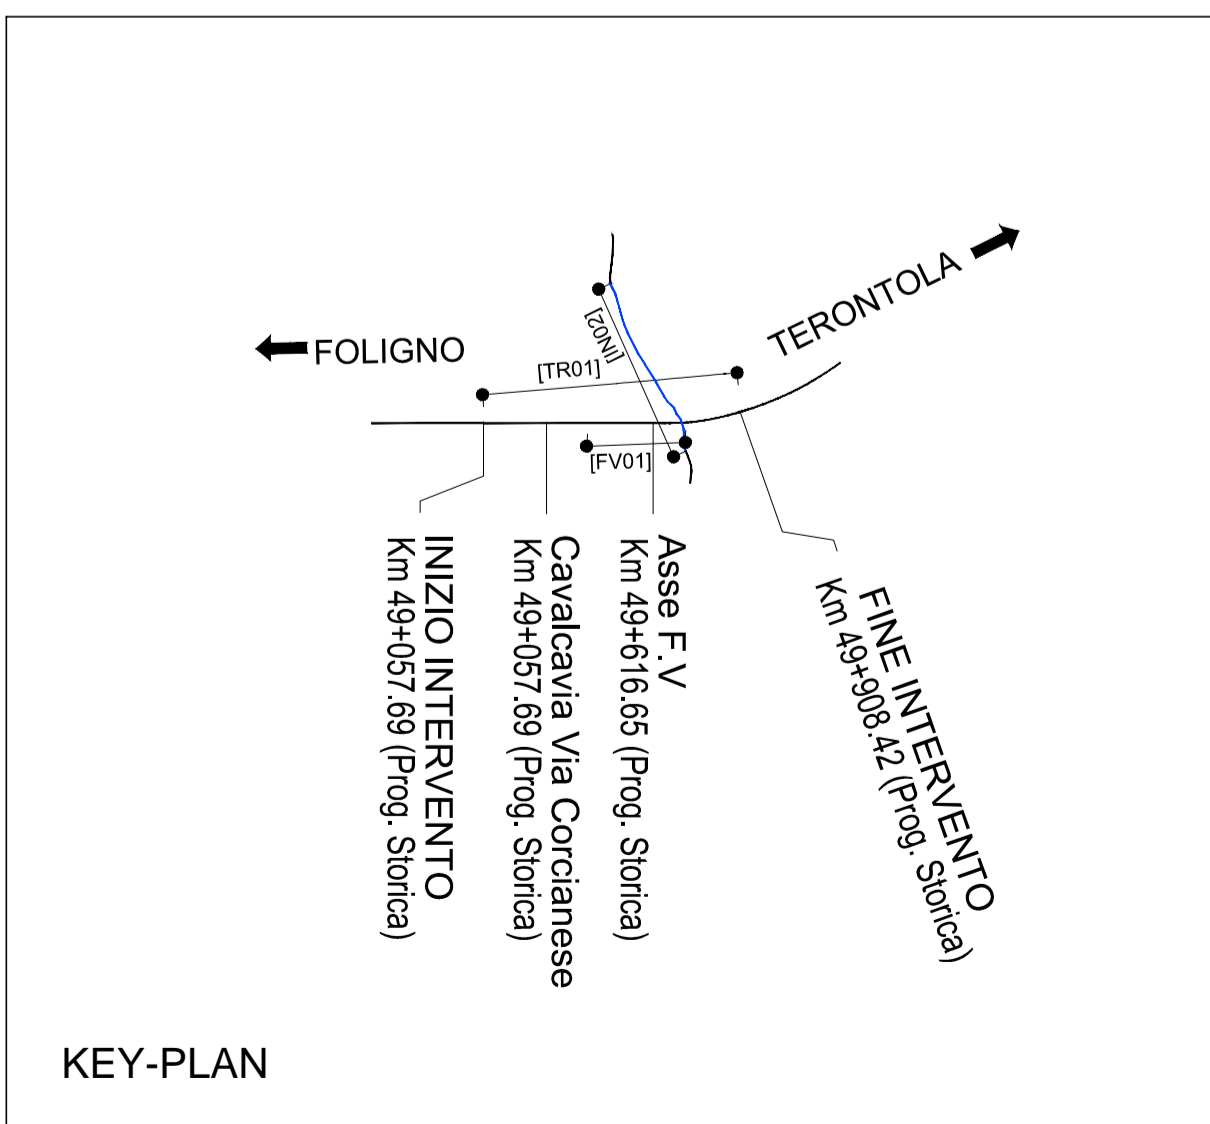 TERONTOLA
FOLIGNO
[IN02]
[TR01]
[FV01]
INIZIO INTERVENTO
Km 49+057.69 (Prog. Storica)
Cavalcavia Via Corcianese
Km 49+057.69 (Prog. Storica)
Asse F.V
Km 49+616.65 (Prog. Storica)
FINE INTERVENTO
Km 49+908.42 (Prog. Storica)
KEY-PLAN